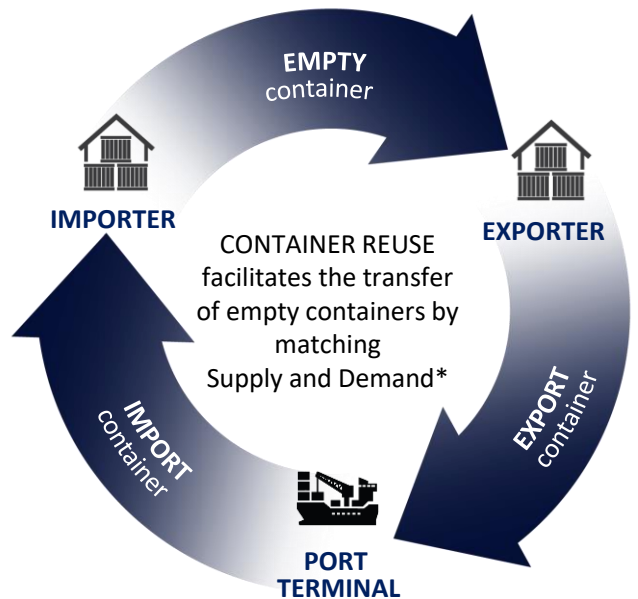 EMPTY
container
IMPORTER
EXPORTER
CONTAINER REUSE
facilitates the transfer
of empty containers by
matching
Supply and Demand*
IMPORT
container
EXPORT
container
PORT
TERMINAL